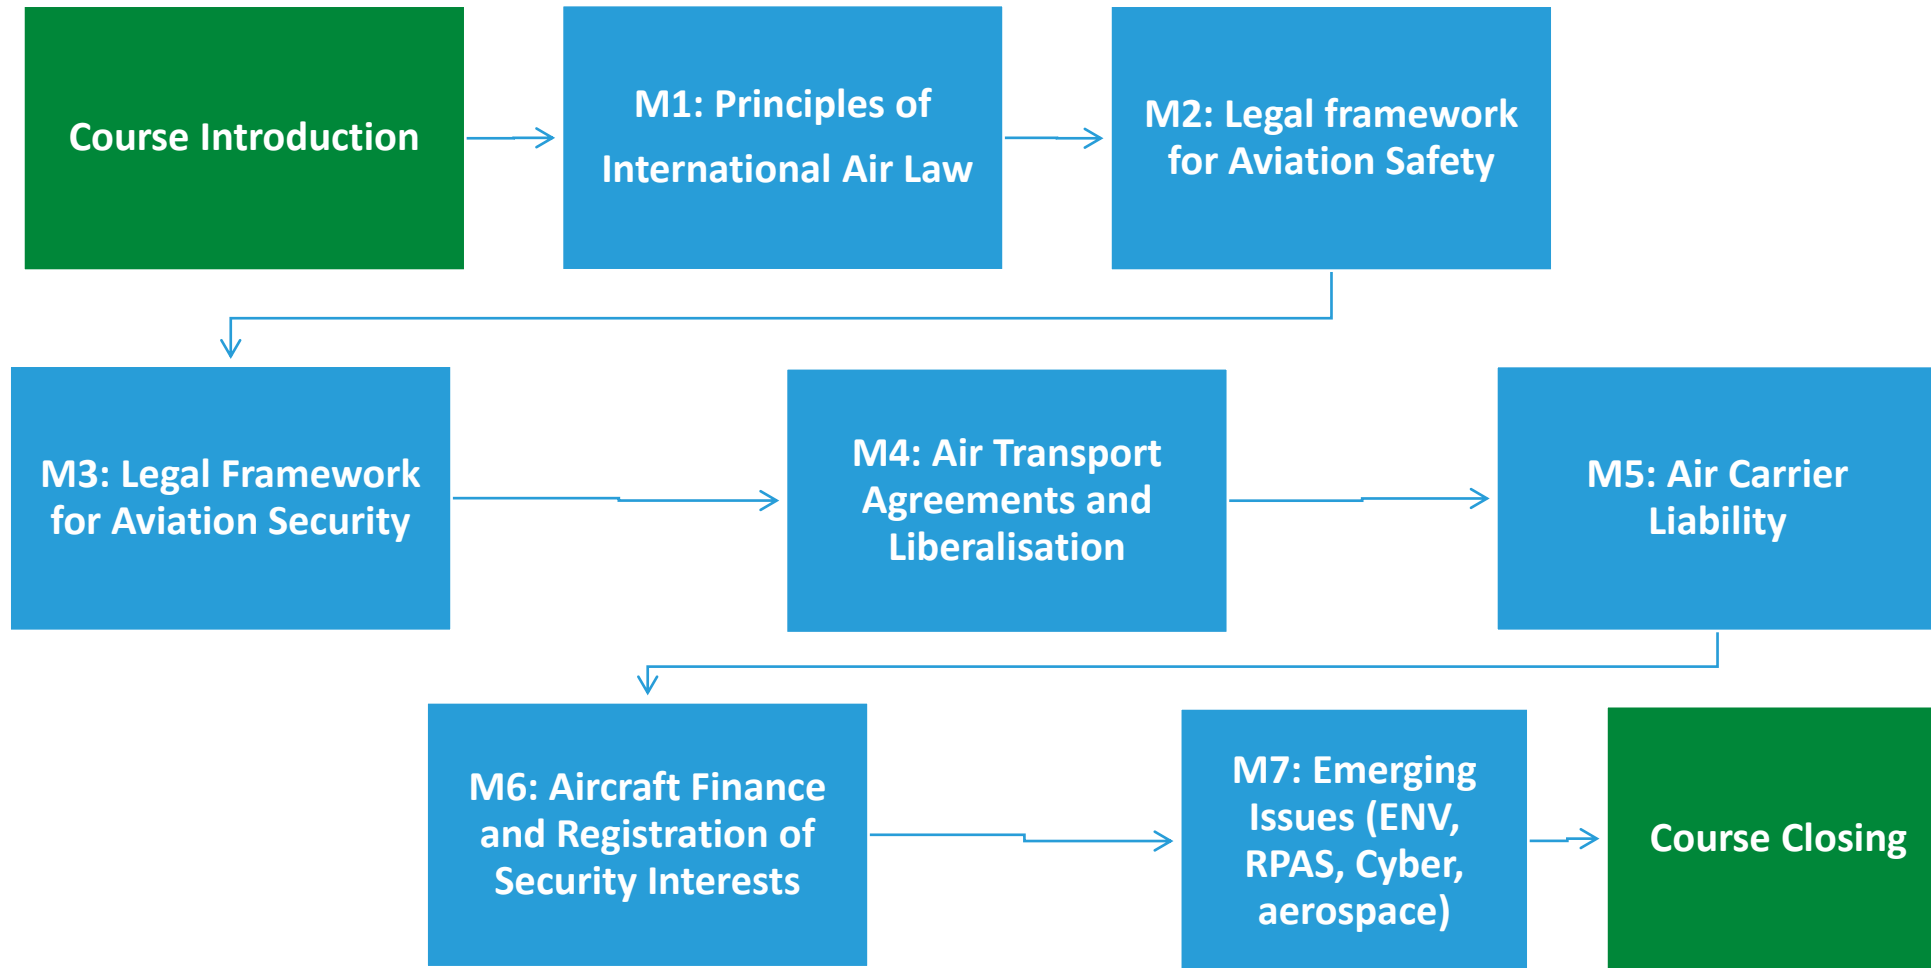 Course Introduction
M1: Principles of
International Air Law
M2: Legal framework
for Aviation Safety
M3: Legal Framework
for Aviation Security
M4: Air Transport
Agreements and
Liberalisation
M5: Air Carrier
Liability
M6: Aircraft Finance
and Registration of
Security Interests
M7: Emerging
Issues (ENV,
RPAS, Cyber,
aerospace)
Course Closing